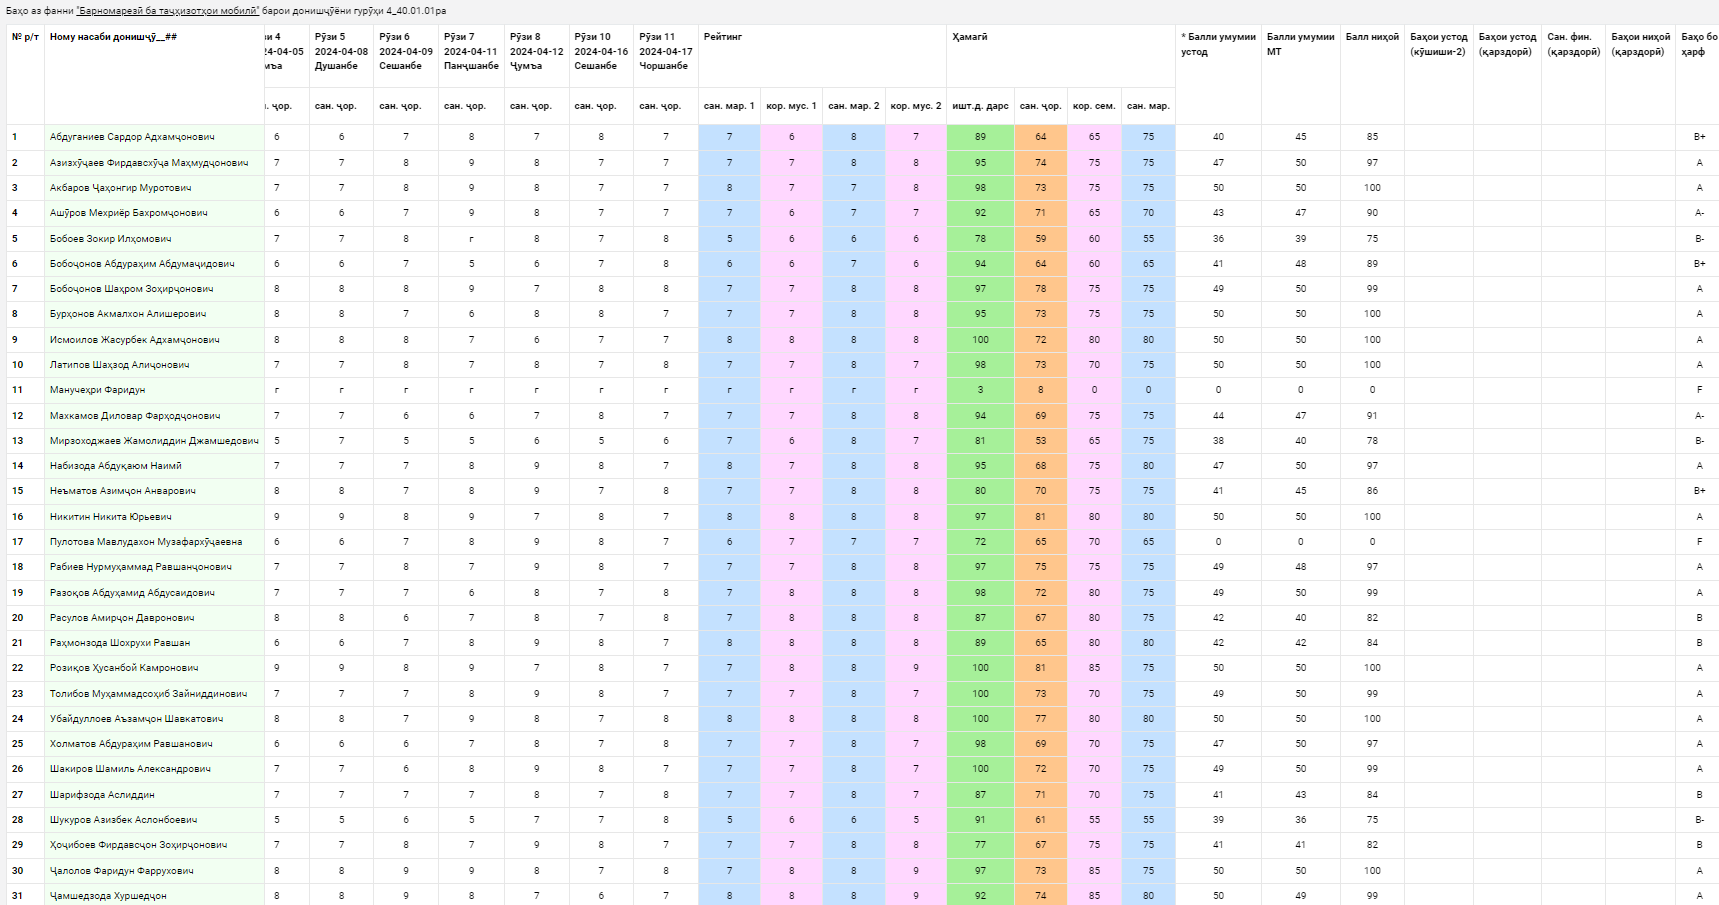 Баҳо аз фанни "Барномарезӣ ба таҷҳизотҳои мобилӣ" барои донишҷӯёни гурӯҳи 4_40.01.01ра
№ р/т Ному насаби донишҷӯ__## зи 4 Рӯзи 5 Рӯзи 6 Рӯзи 7 Рӯзи 8 Рӯзи 10 Рӯзи 11 Рейтинг Ҳамагӣ * Балли умумии Балли умумии Балл ниҳоӣ Баҳои устод Баҳои устод Сан. фин. Баҳои ниҳоӣ Баҳо бо
24-04-05 2024-04-08 2024-04-09 2024-04-11 2024-04-12 2024-04-16 2024-04-17 устод МТ (кӯшиши-2) (қарздорӣ) (қарздорӣ) (қарздорӣ) ҳарф
мъа Душанбе Сешанбе Панҷшанбе Ҷумъа Сешанбе Чоршанбе
. ҷор. сан. ҷор. сан. ҷор. сан. ҷор. сан. ҷор. сан. ҷор. сан. ҷор. сан. мар. 1 кор. мус. 1 сан. мар. 2 кор. мус. 2 ишт.д. дарс сан. ҷор. кор. сем. сан. мар.
1 Абдуганиев Сардор Адхамҷонович 6 6 7 8 7 8 7 7 6 8 7 89 64 65 75 40 45 85 B+
2 Азизхӯҷаев Фирдавсхӯҷа Маҳмудҷонович 7 7 8 9 8 7 7 7 7 8 8 95 74 75 75 47 50 97 A
3 Акбаров Ҷаҳонгир Муротович 7 7 8 9 8 7 7 8 7 7 8 98 73 75 75 50 50 100 A
4 Ашӯров Мехриёр Бахромҷонович 6 6 7 9 8 7 7 7 6 7 7 92 71 65 70 43 47 90 A-
5 Бобоев Зокир Илҳомович 7 7 8 г 8 7 8 5 6 6 6 78 59 60 55 36 39 75 B-
6 Бобоҷонов Абдураҳим Абдумаҷидович 6 6 7 5 6 7 8 6 6 7 6 94 64 60 65 41 48 89 B+
7 Бобоҷонов Шаҳром Зоҳирҷонович 8 8 8 9 7 8 8 7 7 8 8 97 78 75 75 49 50 99 A
8 Бурҳонов Акмалхон Алишерович 8 8 7 6 8 8 7 7 7 8 8 95 73 75 75 50 50 100 A
9 Исмоилов Жасурбек Адхамҷонович 8 8 8 7 6 7 7 8 8 8 8 100 72 80 80 50 50 100 A
10 Латипов Шаҳзод Алиҷонович 7 7 8 7 8 7 8 7 7 8 7 98 73 70 75 50 50 100 A
11 Манучеҳри Фаридун г г г г г г г г г г г 3 8 0 0 0 0 0 F
12 Махкамов Диловар Фарҳодҷонович 7 7 6 6 7 8 7 7 7 8 8 94 69 75 75 44 47 91 A-
13 Мирзоходжаев Жамолиддин Джамшедович 5 7 5 5 6 5 6 7 6 8 7 81 53 65 75 38 40 78 B-
14 Набизода Абдуқаюм Наимӣ 7 7 7 8 9 8 7 8 7 8 8 95 68 75 80 47 50 97 A
15 Неъматов Азимҷон Анварович 8 8 7 8 9 7 8 7 7 8 8 80 70 75 75 41 45 86 B+
16 Никитин Никита Юрьевич 9 9 8 9 7 8 7 8 8 8 8 97 81 80 80 50 50 100 A
17 Пулотова Мавлудахон Музафархӯҷаевна 6 6 7 8 9 8 7 6 7 7 7 72 65 70 65 0 0 0 F
18 Рабиев Нурмуҳаммад Равшанҷонович 7 7 8 7 9 8 7 7 7 8 8 97 75 75 75 49 48 97 A
19 Разоқов Абдуҳамид Абдусаидович 7 7 7 6 8 7 8 7 8 8 8 98 72 80 75 49 50 99 A
20 Расулов Амирҷон Давронович 8 8 6 7 8 7 8 7 8 8 8 87 67 80 75 42 40 82 B
21 Раҳмонзода Шохрухи Равшан 6 6 7 8 9 8 7 8 8 8 8 89 65 80 80 42 42 84 B
22 Розиқов Ҳусанбой Камронович 9 9 8 9 7 8 7 7 8 8 9 100 81 85 75 50 50 100 A
23 Толибов Муҳаммадсоҳиб Зайниддинович 7 7 7 8 9 8 7 7 7 8 7 100 73 70 75 49 50 99 A
24 Убайдуллоев Аъзамҷон Шавкатович 8 8 7 9 8 7 8 8 8 8 8 100 77 80 80 50 50 100 A
25 Холматов Абдураҳим Равшанович 6 6 6 7 8 7 8 7 7 8 7 98 69 70 75 47 50 97 A
26 Шакиров Шамиль Александрович 7 7 6 8 9 8 7 7 7 8 7 100 72 70 75 49 50 99 A
27 Шарифзода Аслиддин 7 7 7 7 8 7 8 7 7 8 7 87 71 70 75 41 43 84 B
28 Шукуров Азизбек Аслонбоевич 5 5 6 5 7 7 8 5 6 6 5 91 61 55 55 39 36 75 B-
29 Ҳоҷибоев Фирдавсҷон Зоҳирҷонович 7 7 8 7 9 8 7 7 7 8 8 77 67 75 75 41 41 82 B
30 Ҷалолов Фаридун Фаррухович 8 8 9 9 8 7 8 7 8 8 9 97 73 85 75 50 50 100 A
31 Ҷамшедзода Хуршедҷон 8 8 9 8 7 6 7 8 8 8 9 92 74 85 80 50 49 99 A